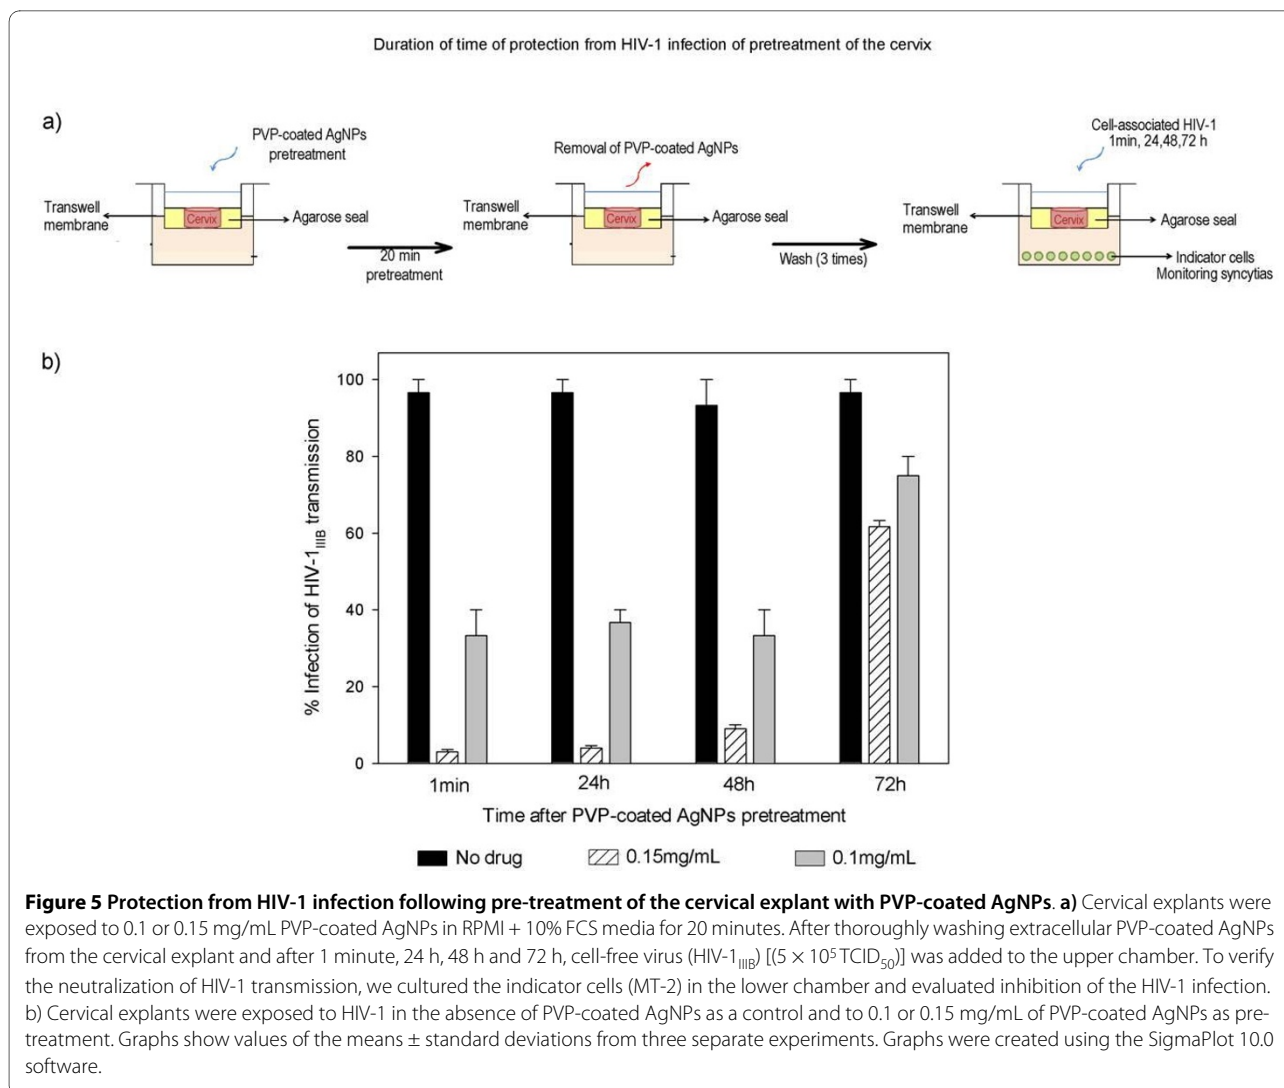 Duration of time of protection from HIV-1 infection of pretreatment of the cervix
a)
PVP-coated AgNPs
pretreatment
Transwell
membrane
Cervix
Agarose seal
20 min
pretreatment
Removal of PVP-coated AgNPs
Transwell
membrane
Cervix
Agarose seal
Wash (3 times)
Cell-associated HIV-1
1min, 24,48,72 h
Transwell
membrane
Cervix
Agarose seal
Indicator cells
Monitoring syncytias
b)
% Infection of HIV-1IIIB transmission
100
80
60
40
20
0
1min
24h
48h
72h
Time after PVP-coated AgNPs pretreatment
No drug
0.15mg/mL
0.1mg/mL
Figure 5 Protection from HIV-1 infection following pre-treatment of the cervical explant with PVP-coated AgNPs. a) Cervical explants were
exposed to 0.1 or 0.15 mg/mL PVP-coated AgNPs in RPMI + 10% FCS media for 20 minutes. After thoroughly washing extracellular PVP-coated AgNPs
from the cervical explant and after 1 minute, 24 h, 48 h and 72 h, cell-free virus (HIV-1IIIB) [(5 × 10⁵ TCID50)] was added to the upper chamber. To verify
the neutralization of HIV-1 transmission, we cultured the indicator cells (MT-2) in the lower chamber and evaluated inhibition of the HIV-1 infection.
b) Cervical explants were exposed to HIV-1 in the absence of PVP-coated AgNPs as a control and to 0.1 or 0.15 mg/mL of PVP-coated AgNPs as pre-
treatment. Graphs show values of the means ± standard deviations from three separate experiments. Graphs were created using the SigmaPlot 10.0
software.